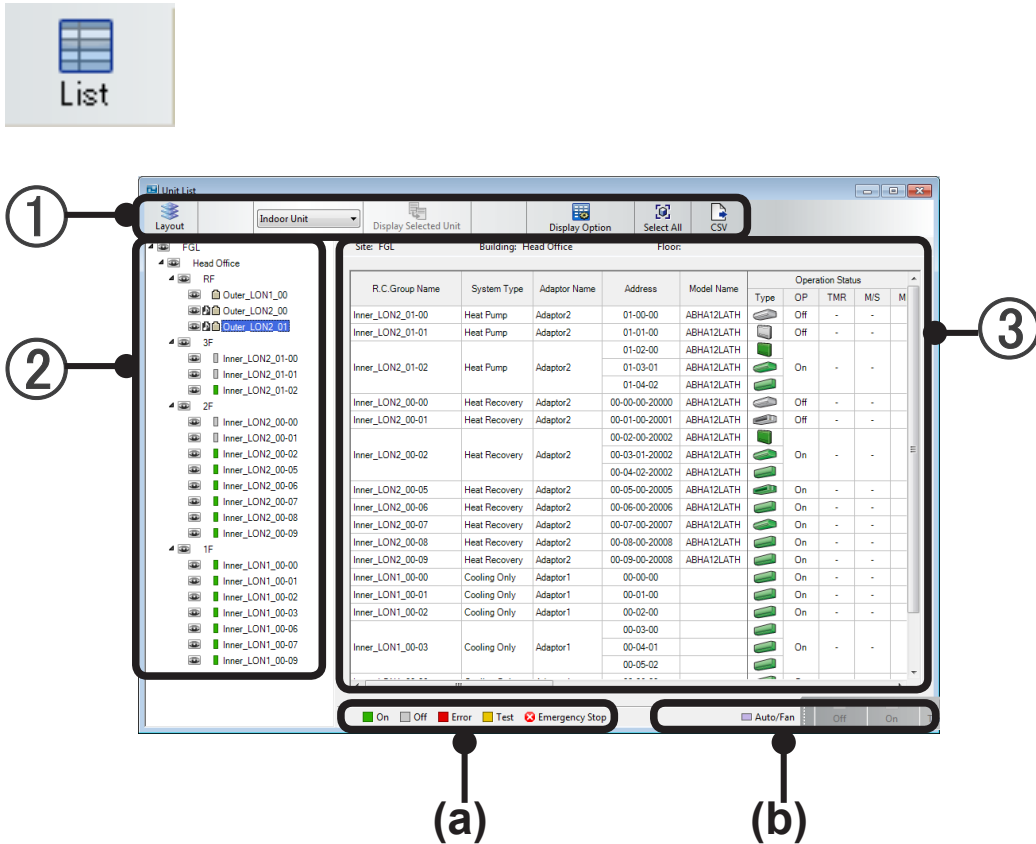 List
Unit List
Layout
Indoor Unit
Display Selected Unit
Display Option
Select All
CSV
1
2
3
FGL
Head Office
RF
Outer_LON1_00
Outer_LON2_00
Outer_LON2_01
3F
Inner_LON2_01-00
Inner_LON2_01-01
Inner_LON2_01-02
2F
Inner_LON2_00-00
Inner_LON2_00-01
Inner_LON2_00-02
Inner_LON2_00-05
Inner_LON2_00-06
Inner_LON2_00-07
Inner_LON2_00-08
Inner_LON2_00-09
1F
Inner_LON1_00-00
Inner_LON1_00-01
Inner_LON1_00-02
Inner_LON1_00-03
Inner_LON1_00-06
Inner_LON1_00-07
Inner_LON1_00-09
Site: FGL Building: Head Office Floor:
Operation Status
R.C.Group Name System Type Adaptor Name Address Model Name Type OP TMR M/S M
Inner_LON2_01-00 Heat Pump Adaptor2 01-00-00 ABHA12LATH Off - -
Inner_LON2_01-01 Heat Pump Adaptor2 01-01-00 ABHA12LATH Off - -
01-02-00 ABHA12LATH
Inner_LON2_01-02 Heat Pump Adaptor2 01-03-01 ABHA12LATH On - -
01-04-02 ABHA12LATH
Inner_LON2_00-00 Heat Recovery Adaptor2 00-00-00-20000 ABHA12LATH Off - -
Inner_LON2_00-01 Heat Recovery Adaptor2 00-01-00-20001 ABHA12LATH Off - -
00-02-00-20002 ABHA12LATH
Inner_LON2_00-02 Heat Recovery Adaptor2 00-03-01-20002 ABHA12LATH On - -
00-04-02-20002 ABHA12LATH
Inner_LON2_00-05 Heat Recovery Adaptor2 00-05-00-20005 ABHA12LATH On - -
Inner_LON2_00-06 Heat Recovery Adaptor2 00-06-00-20006 ABHA12LATH On - -
Inner_LON2_00-07 Heat Recovery Adaptor2 00-07-00-20007 ABHA12LATH On - -
Inner_LON2_00-08 Heat Recovery Adaptor2 00-08-00-20008 ABHA12LATH On - -
Inner_LON2_00-09 Heat Recovery Adaptor2 00-09-00-20008 ABHA12LATH On - -
Inner_LON1_00-00 Cooling Only Adaptor1 00-00-00 On - -
Inner_LON1_00-01 Cooling Only Adaptor1 00-01-00 On - -
Inner_LON1_00-02 Cooling Only Adaptor1 00-02-00 On - -
00-03-00
Inner_LON1_00-03 Cooling Only Adaptor1 00-04-01 On - -
00-05-02
On Off Error Test Emergency Stop
Auto/Fan Off On T
(a)
(b)